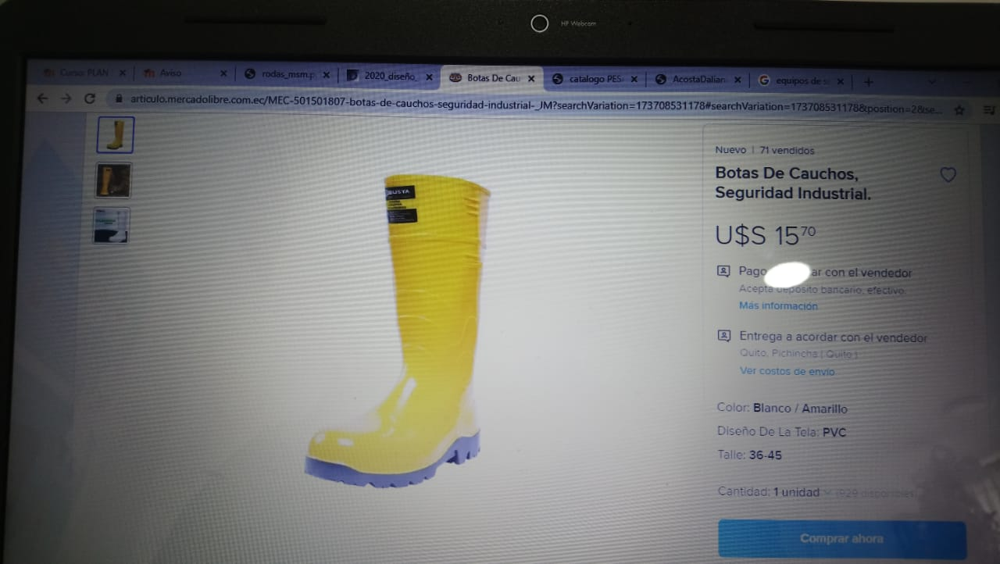 HP Webcam
Cursor PLAN
Aviso
rodas_msm.p
2020_diseño_
Botas De Cau
catalogo PES
AcostaDalian
equipos de s
articulo.mercadolibre.com.ec/MEC-501501807-botas-de-cauchos-seguridad-industrial-_JM?searchVariation=173708531178#searchVariation=173708531178&position=2&se...
Nuevo | 71 vendidos
Botas De Cauchos,
Seguridad Industrial.
U$S 15 70
Pago ar con el vendedor
Acepta depósito bancario, efectivo.
Más información
Entrega a acordar con el vendedor
Quito, Pichincha (Quito)
Ver costos de envío
Color: Blanco / Amarillo
Diseño De La Tela: PVC
Talle: 36-45
Cantidad: 1 unidad (929 disponibles)
Comprar ahora